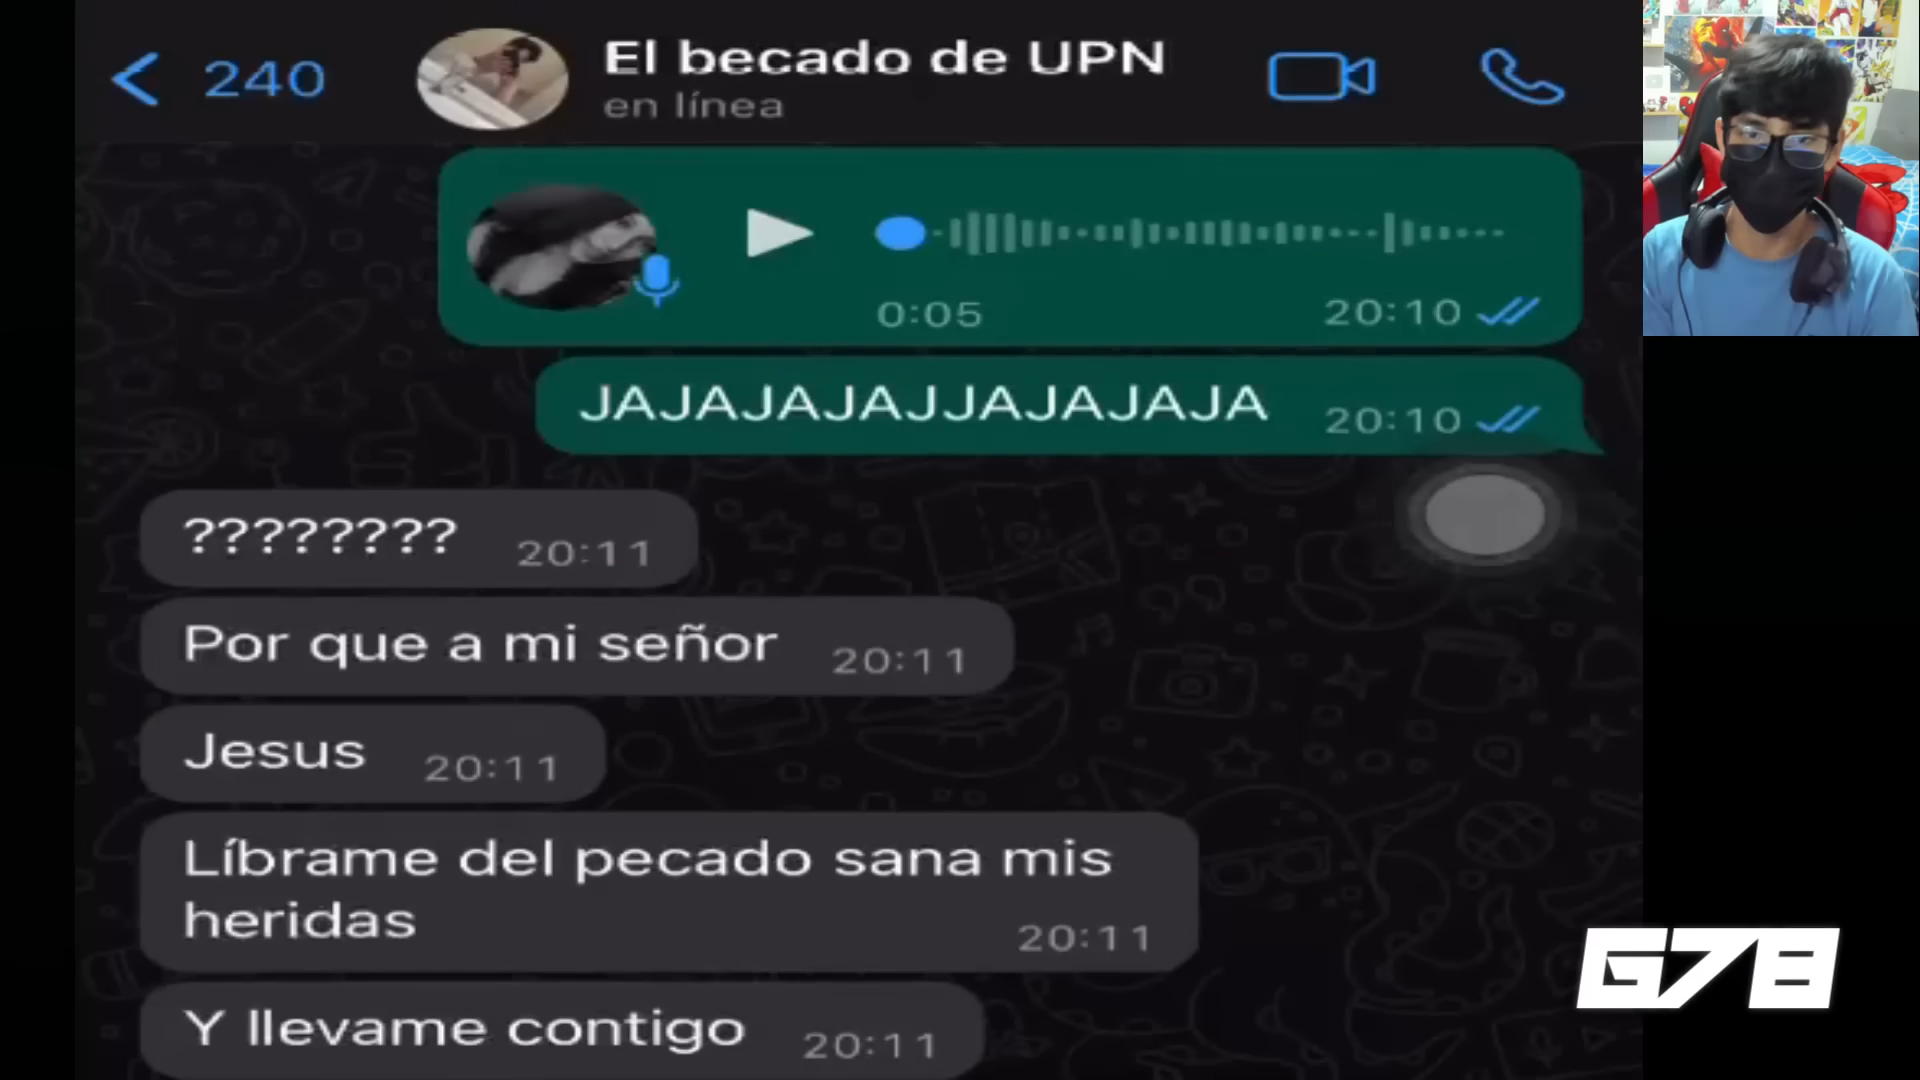 240
El becado de UPN
en línea
0:05 20:10
JAJAJAJAJJAJAJAJA 20:10
???????? 20:11
Por que a mi señor 20:11
Jesus 20:11
Líbrame del pecado sana mis
heridas 20:11
Y llevame contigo 20:11
G78